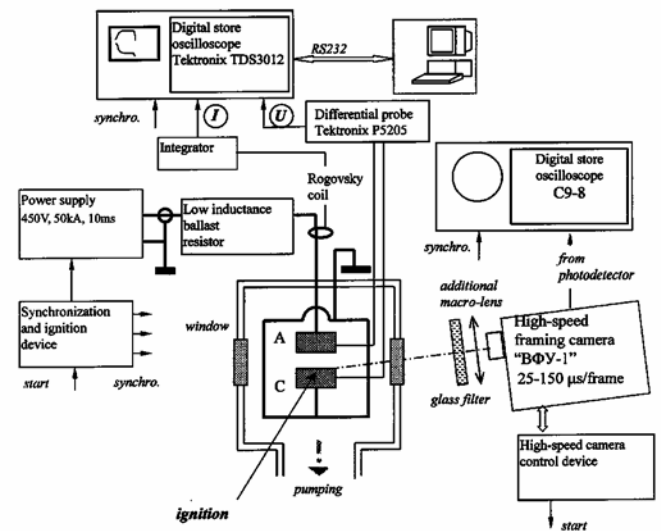 Digital store
oscilloscope
Tektronix TDS3012
RS232
synchro.
I
U
Differential probe
Tektronix P5205
Integrator
Rogovsky
coil
Digital store
oscilloscope
C9-8
Power supply
450V, 50kA, 10ms
Low inductance
ballast
resistor
synchro.
from
photodetector
additional
macro-lens
Synchronization
and ignition
device
window
A
C
High-speed
framing camera
"ВФУ-1"
25-150 μs/frame
glass filter
start
synchro.
High-speed camera
control device
pumping
ignition
start